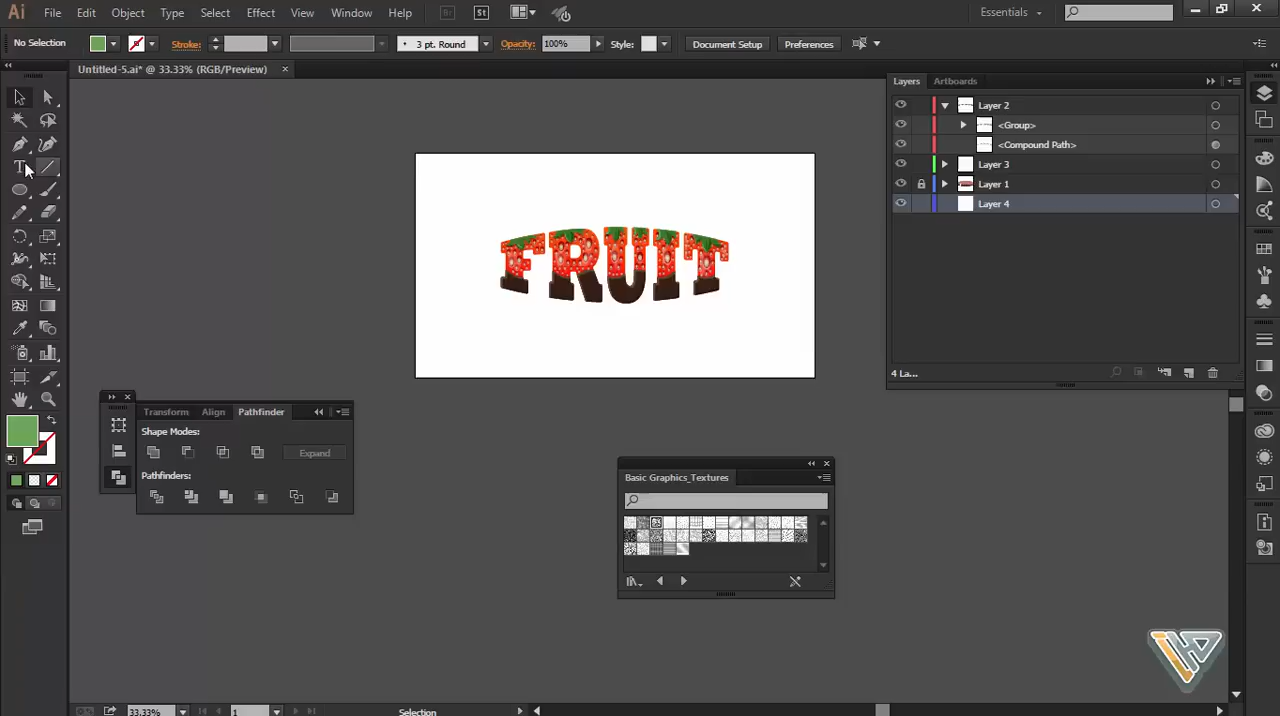 Ai File Edit Object Type Select Effect View Window Help Br St Essentials
No Selection Stroke: 3 pt. Round Opacity: 100% Style: Document Setup Preferences
Untitled-5.ai* @ 33.33% (RGB/Preview)
Layers Artboards
Layer 2
<Group>
<Compound Path>
Layer 3
Layer 1
Layer 4
4 La...
FRUIT
Transform Align Pathfinder
Shape Modes:
Expand
Pathfinders:
Basic Graphics_Textures
33.33% 1 Selection